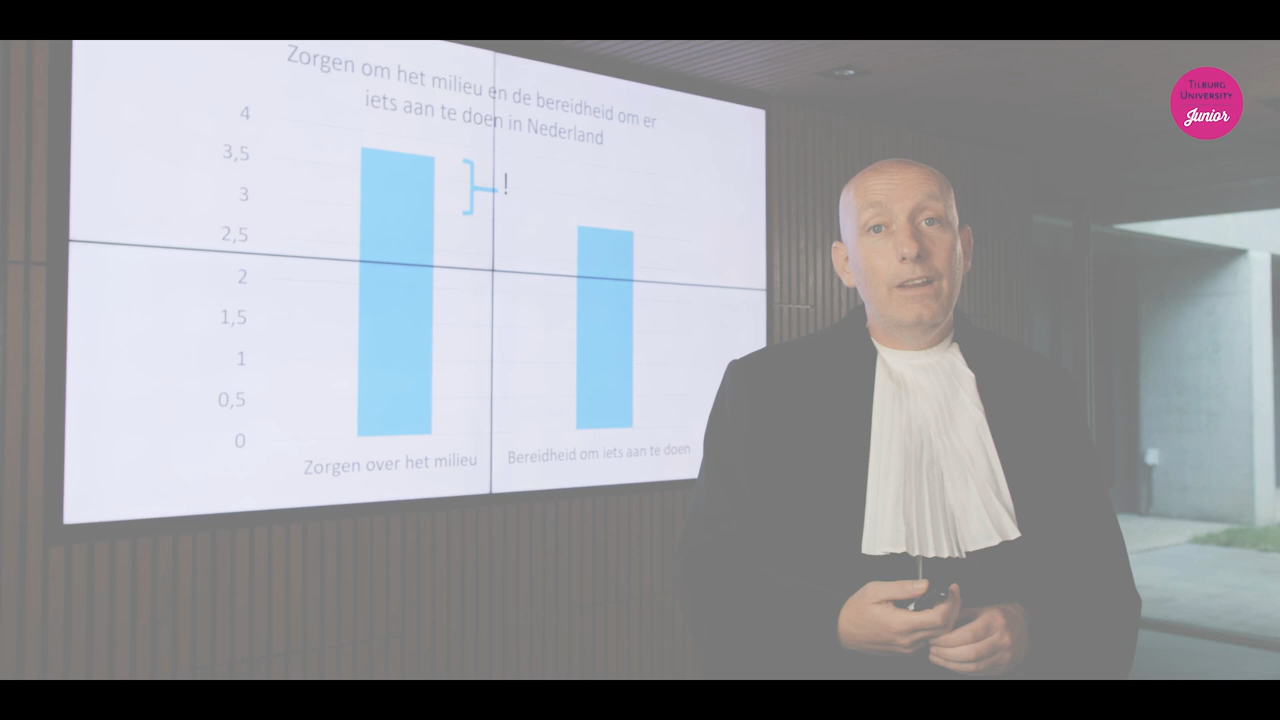 Zorgen om het milieu en de bereidheid om er
iets aan te doen in Nederland
4
3,5
3
2,5
2
1,5
1
0,5
0
!
Zorgen over het milieu
Bereidheid om iets aan te doen
TILBURG
UNIVERSITY
Junior